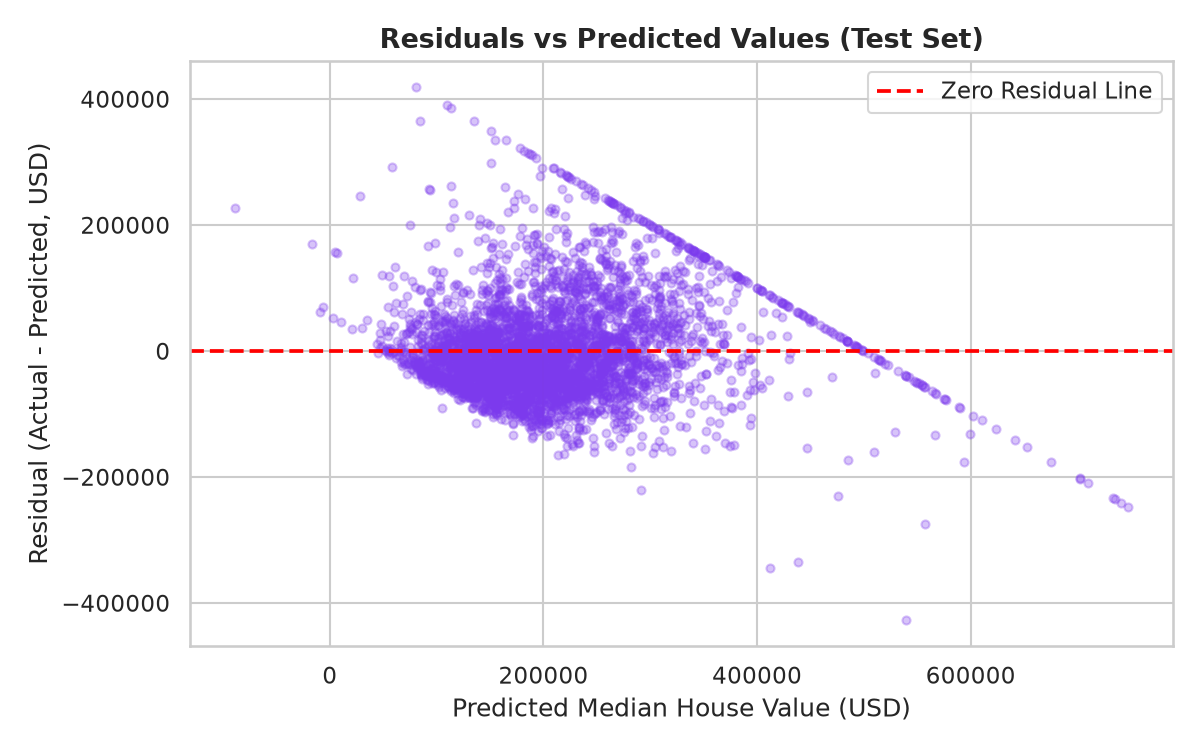 Residuals vs Predicted Values (Test Set)
Zero Residual Line
Residual (Actual - Predicted, USD)
400000
200000
0
−200000
−400000
0
200000
400000
600000
Predicted Median House Value (USD)